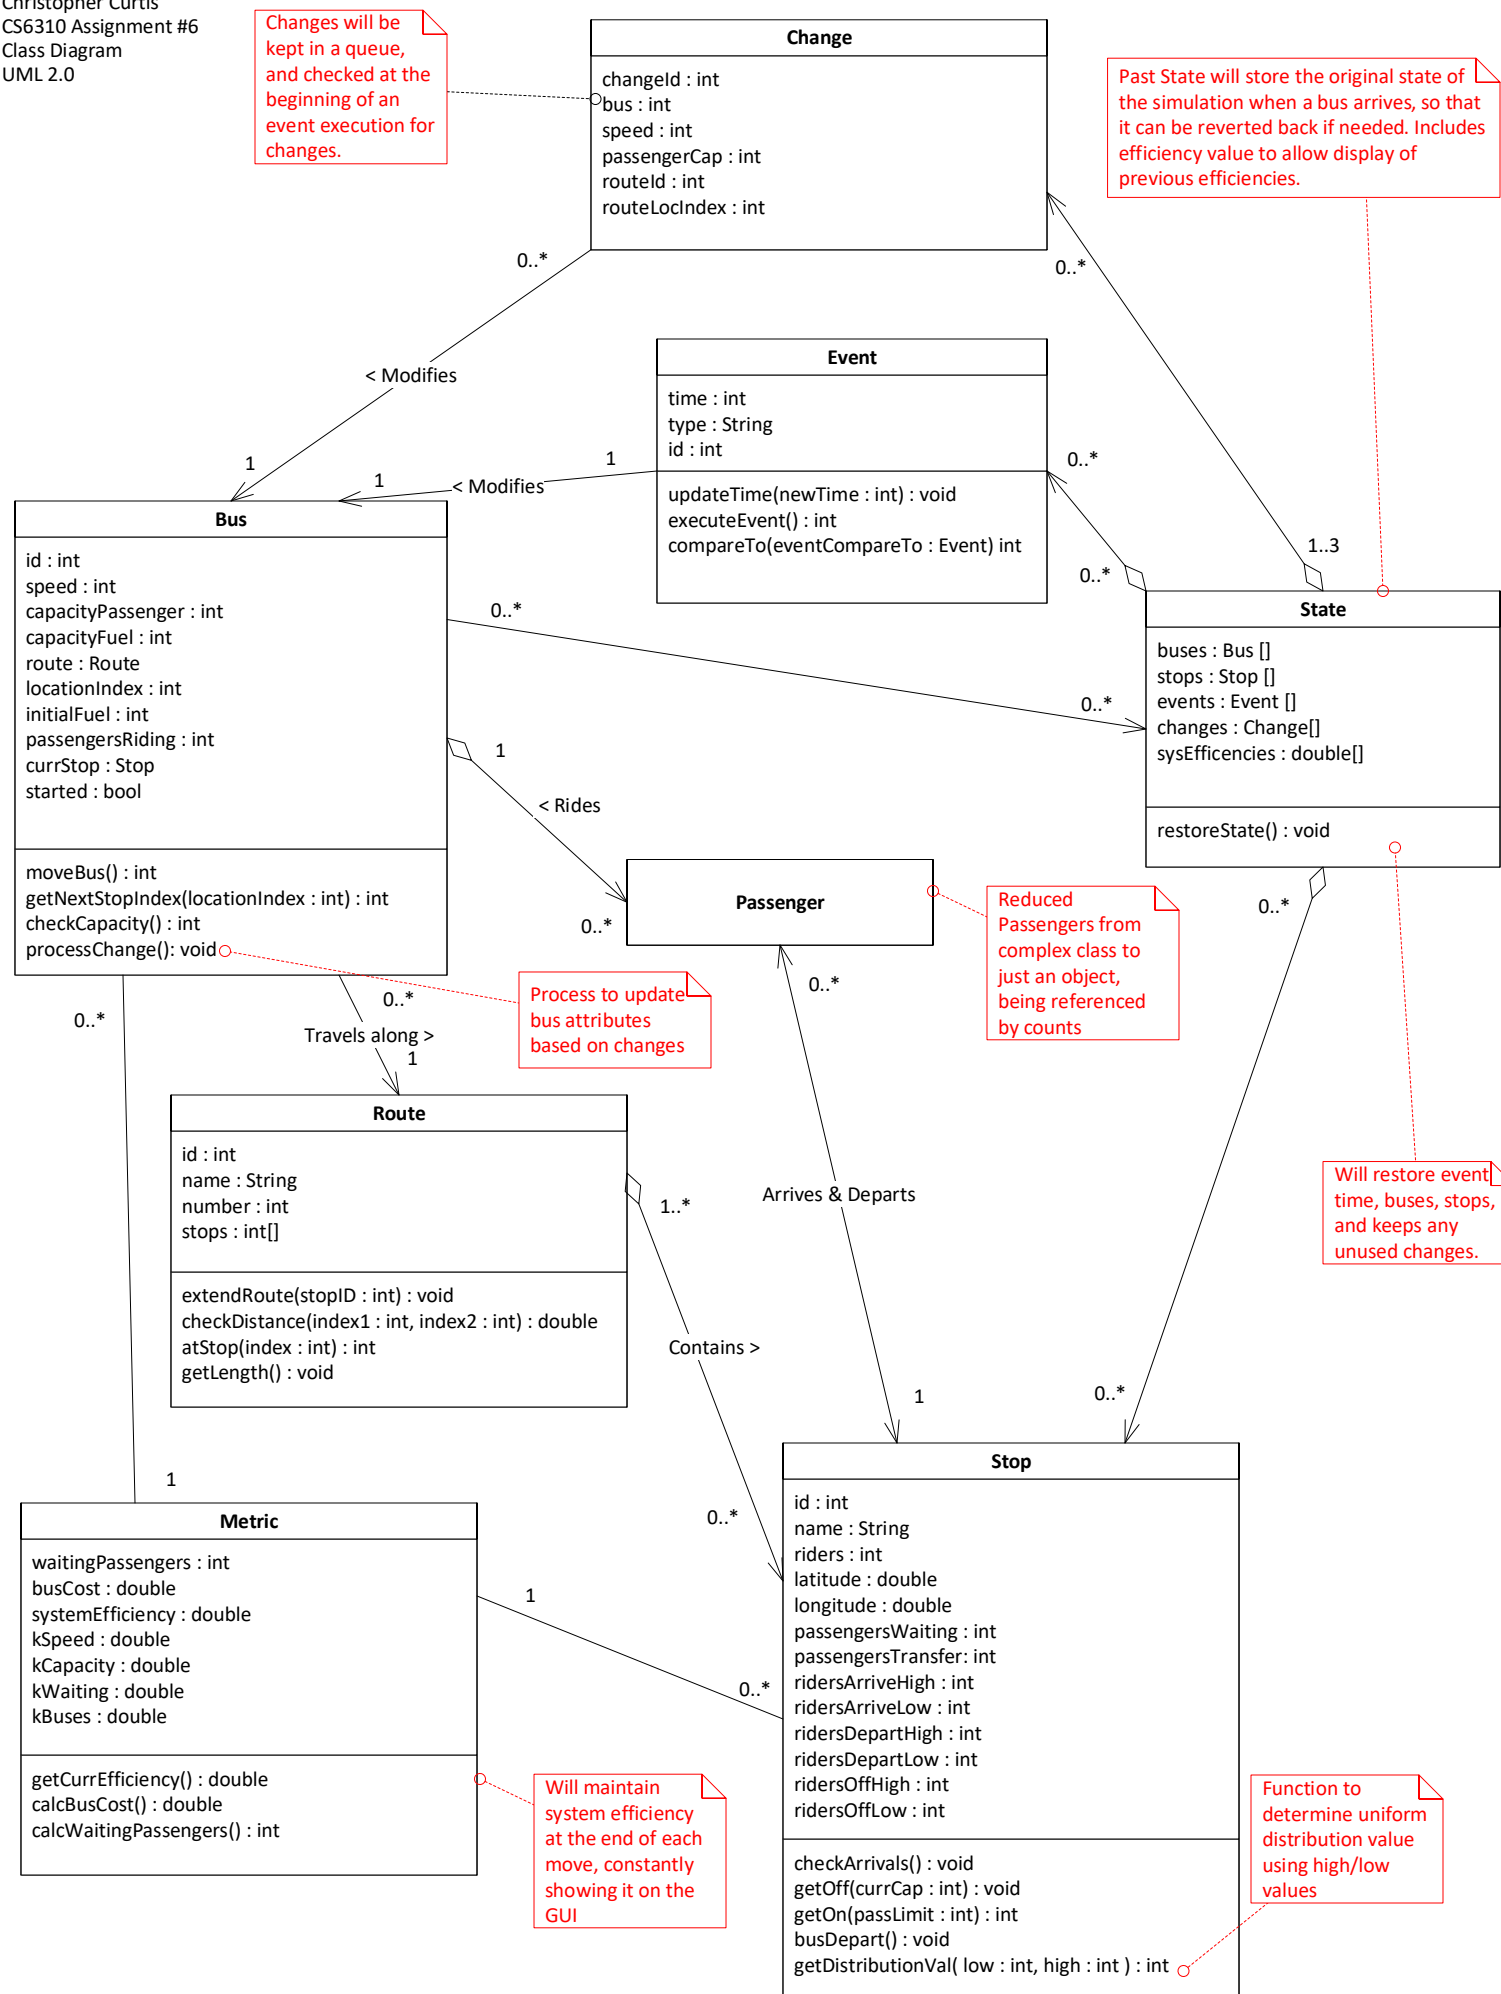 Christopher Curtis
CS6310 Assignment #6
Class Diagram
UML 2.0
Changes will be
kept in a queue,
and checked at the
beginning of an
event execution for
changes.
Change
changeId : int
bus : int
speed : int
passengerCap : int
routeId : int
routeLocIndex : int
Past State will store the original state of
the simulation when a bus arrives, so that
it can be reverted back if needed. Includes
efficiency value to allow display of
previous efficiencies.
0..*
0..*
< Modifies
Event
time : int
type : String
id : int
updateTime(newTime : int) : void
executeEvent() : int
compareTo(eventCompareTo : Event) int
1
1
1
< Modifies
0..*
0..*
1..3
Bus
id : int
speed : int
capacityPassenger : int
capacityFuel : int
route : Route
locationIndex : int
initialFuel : int
passengersRiding : int
currStop : Stop
started : bool
moveBus() : int
getNextStopIndex(locationIndex : int) : int
checkCapacity() : int
processChange(): void
0..*
0..*
State
buses : Bus []
stops : Stop []
events : Event []
changes : Change[]
sysEfficencies : double[]
restoreState() : void
1
< Rides
0..*
Passenger
Reduced
Passengers from
complex class to
just an object,
being referenced
by counts
0..*
0..*
0..*
0..*
Process to update
bus attributes
based on changes
Travels along >
1
Route
id : int
name : String
number : int
stops : int[]
extendRoute(stopID : int) : void
checkDistance(index1 : int, index2 : int) : double
atStop(index : int) : int
getLength() : void
1..*
Arrives & Departs
Will restore event
time, buses, stops,
and keeps any
unused changes.
Contains >
1
0..*
1
0..*
Metric
waitingPassengers : int
busCost : double
systemEfficiency : double
kSpeed : double
kCapacity : double
kWaiting : double
kBuses : double
getCurrEfficiency() : double
calcBusCost() : double
calcWaitingPassengers() : int
1
0..*
Will maintain
system efficiency
at the end of each
move, constantly
showing it on the
GUI
Stop
id : int
name : String
riders : int
latitude : double
longitude : double
passengersWaiting : int
passengersTransfer: int
ridersArriveHigh : int
ridersArriveLow : int
ridersDepartHigh : int
ridersDepartLow : int
ridersOffHigh : int
ridersOffLow : int
checkArrivals() : void
getOff(currCap : int) : void
getOn(passLimit : int) : int
busDepart() : void
getDistributionVal( low : int, high : int ) : int
Function to
determine uniform
distribution value
using high/low
values